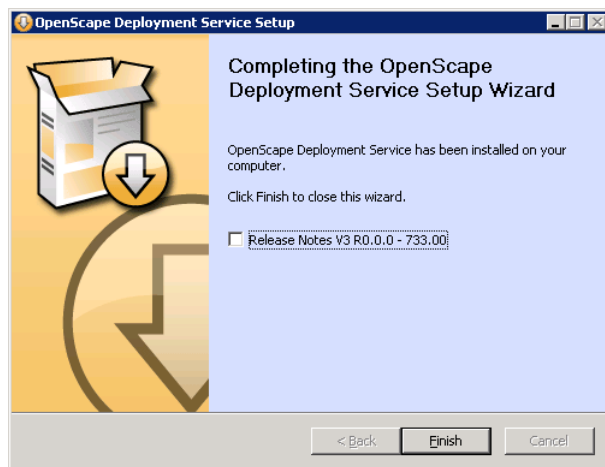 OpenScape Deployment Service Setup
Completing the OpenScape
Deployment Service Setup Wizard
OpenScape Deployment Service has been installed on your
computer.
Click Finish to close this wizard.
Release Notes V3 R0.0.0 - 733.00
< Back
Finish
Cancel